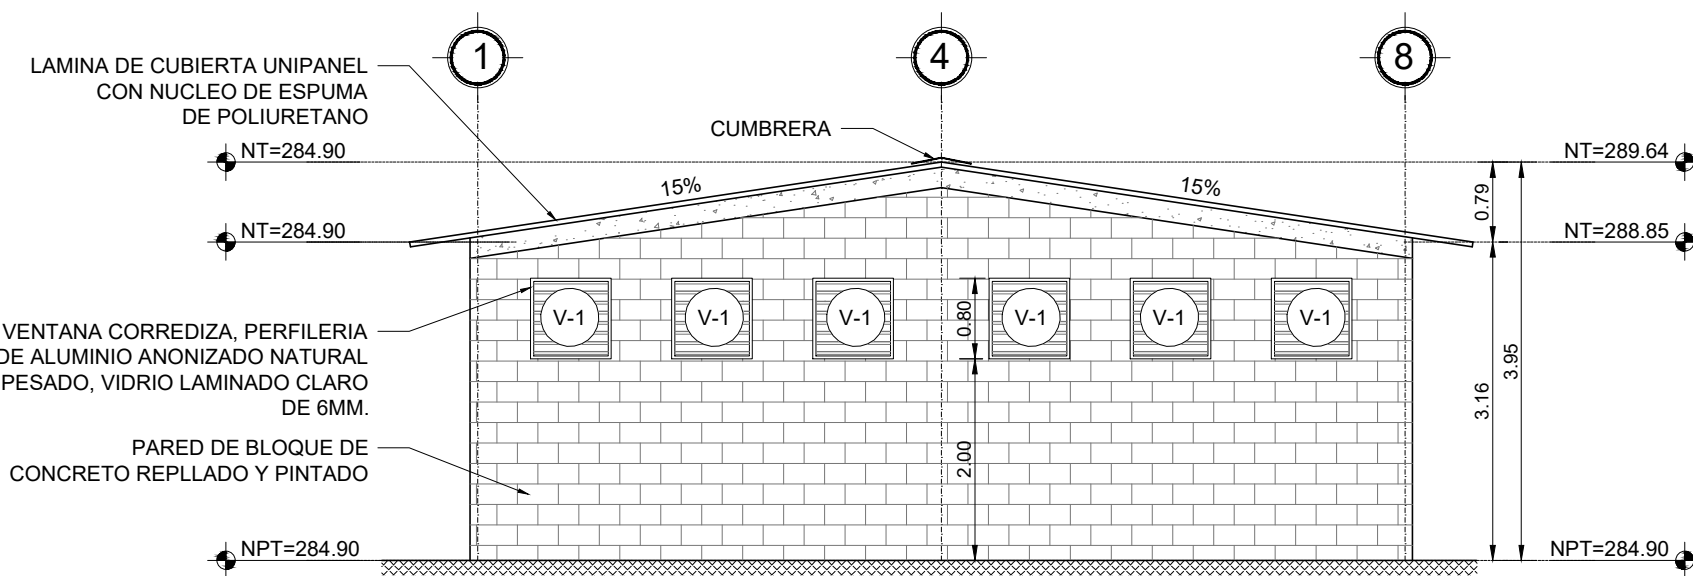 1
4
8
LAMINA DE CUBIERTA UNIPANEL
CON NUCLEO DE ESPUMA
DE POLIURETANO
CUMBRERA
NT=284.90
NT=289.64
15%
15%
0.79
NT=284.90
NT=288.85
VENTANA CORREDIZA, PERFILERIA
DE ALUMINIO ANONIZADO NATURAL
PESADO, VIDRIO LAMINADO CLARO
DE 6MM.
V-1
V-1
V-1
0.80
V-1
V-1
V-1
3.16
3.95
PARED DE BLOQUE DE
CONCRETO REPLLADO Y PINTADO
2.00
NPT=284.90
NPT=284.90